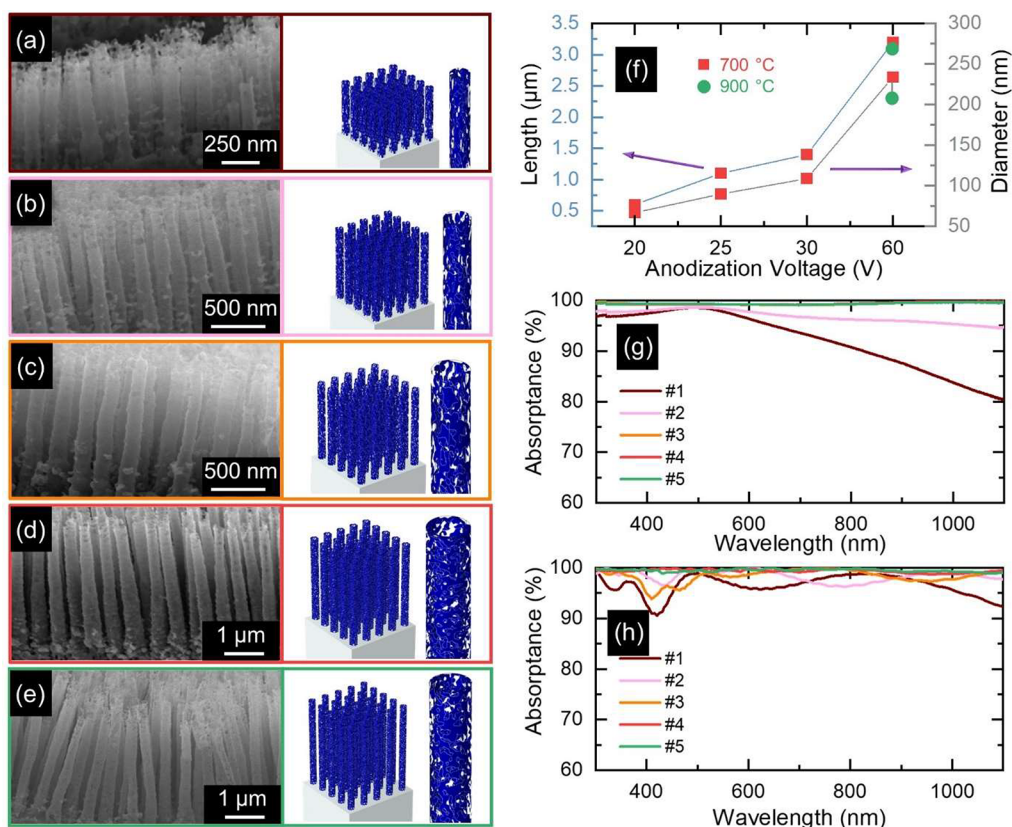 (a)
250 nm
(b)
500 nm
(c)
500 nm
(d)
1 µm
(e)
1 µm
(f)
3.5
3.0
2.5
2.0
1.5
1.0
0.5
Length (µm)
700 °C
900 °C
300
250
200
150
100
50
Diameter (nm)
20 25 30 60
Anodization Voltage (V)
(g)
100
90
80
70
60
Absorptance (%)
#1
#2
#3
#4
#5
400 600 800 1000
Wavelength (nm)
(h)
100
90
80
70
60
Absorptance (%)
#1
#2
#3
#4
#5
400 600 800 1000
Wavelength (nm)